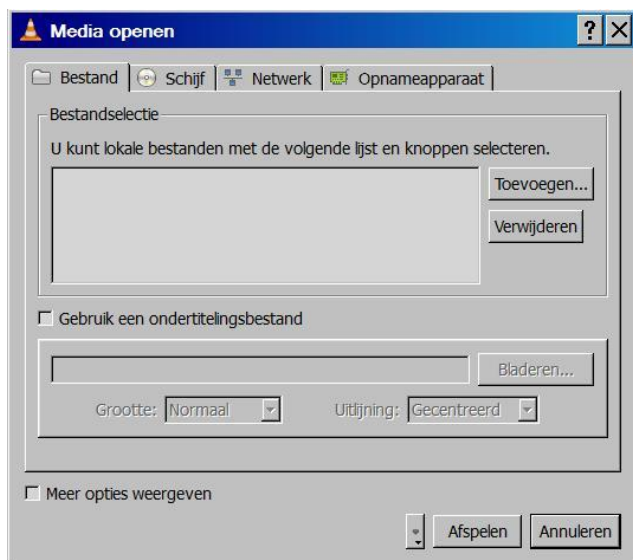 Media openen
Bestand Schijf Netwerk Opnameapparaat
Bestandselectie
U kunt lokale bestanden met de volgende lijst en knoppen selecteren.
Toevoegen...
Verwijderen
Gebruik een ondertitelingsbestand
Bladeren...
Grootte: Normaal Uitlijning: Gecentreerd
Meer opties weergeven
Afspelen Annuleren